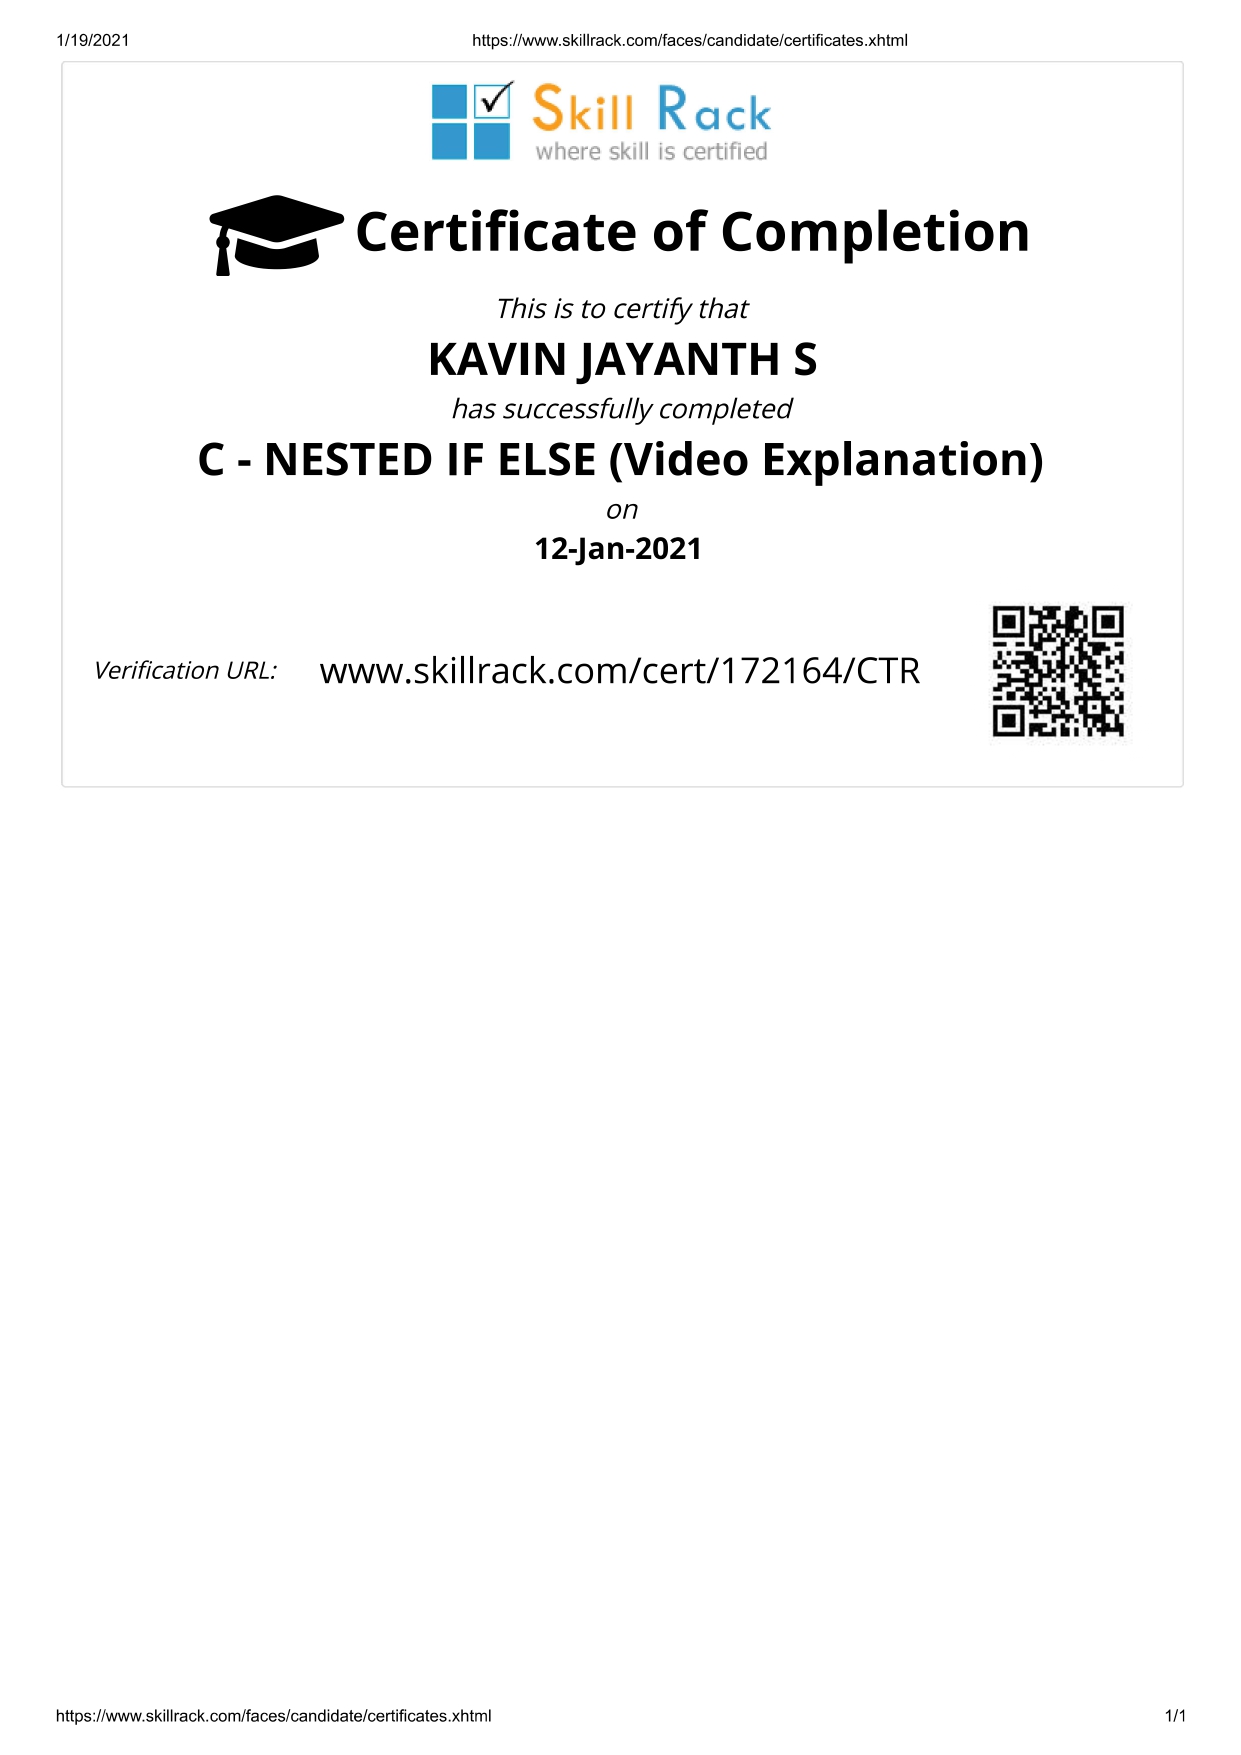 1/19/2021 https://www.skillrack.com/faces/candidate/certificates.xhtml
Skill Rack
where skill is certified
Certificate of Completion
This is to certify that
KAVIN JAYANTH S
has successfully completed
C - NESTED IF ELSE (Video Explanation)
on
12-Jan-2021
Verification URL: www.skillrack.com/cert/172164/CTR
https://www.skillrack.com/faces/candidate/certificates.xhtml 1/1